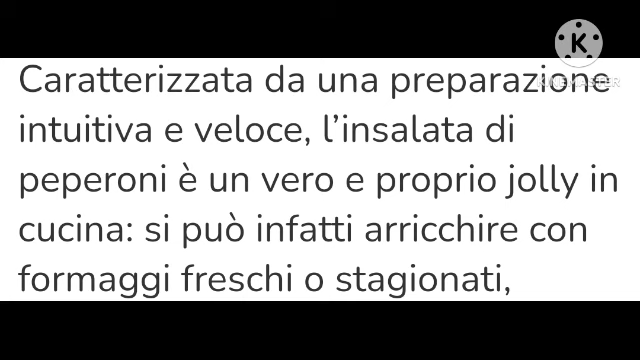 Caratterizzata da una preparazione
intuitiva e veloce, l’insalata di
peperoni è un vero e proprio jolly in
cucina: si può infatti arricchire con
formaggi freschi o stagionati,
K
KINEMASTER